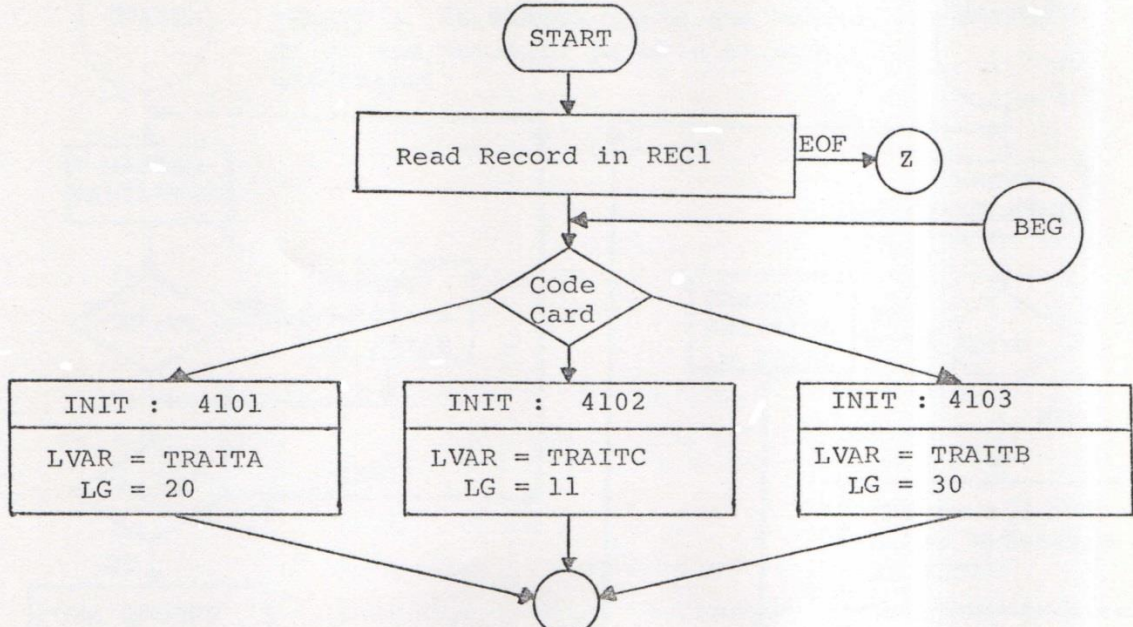 START
Read Record in REC1
EOF
Z
BEG
Code
Card
INIT : 4101
LVAR = TRAITA
LG = 20
INIT : 4102
LVAR = TRAITC
LG = 11
INIT : 4103
LVAR = TRAITB
LG = 30